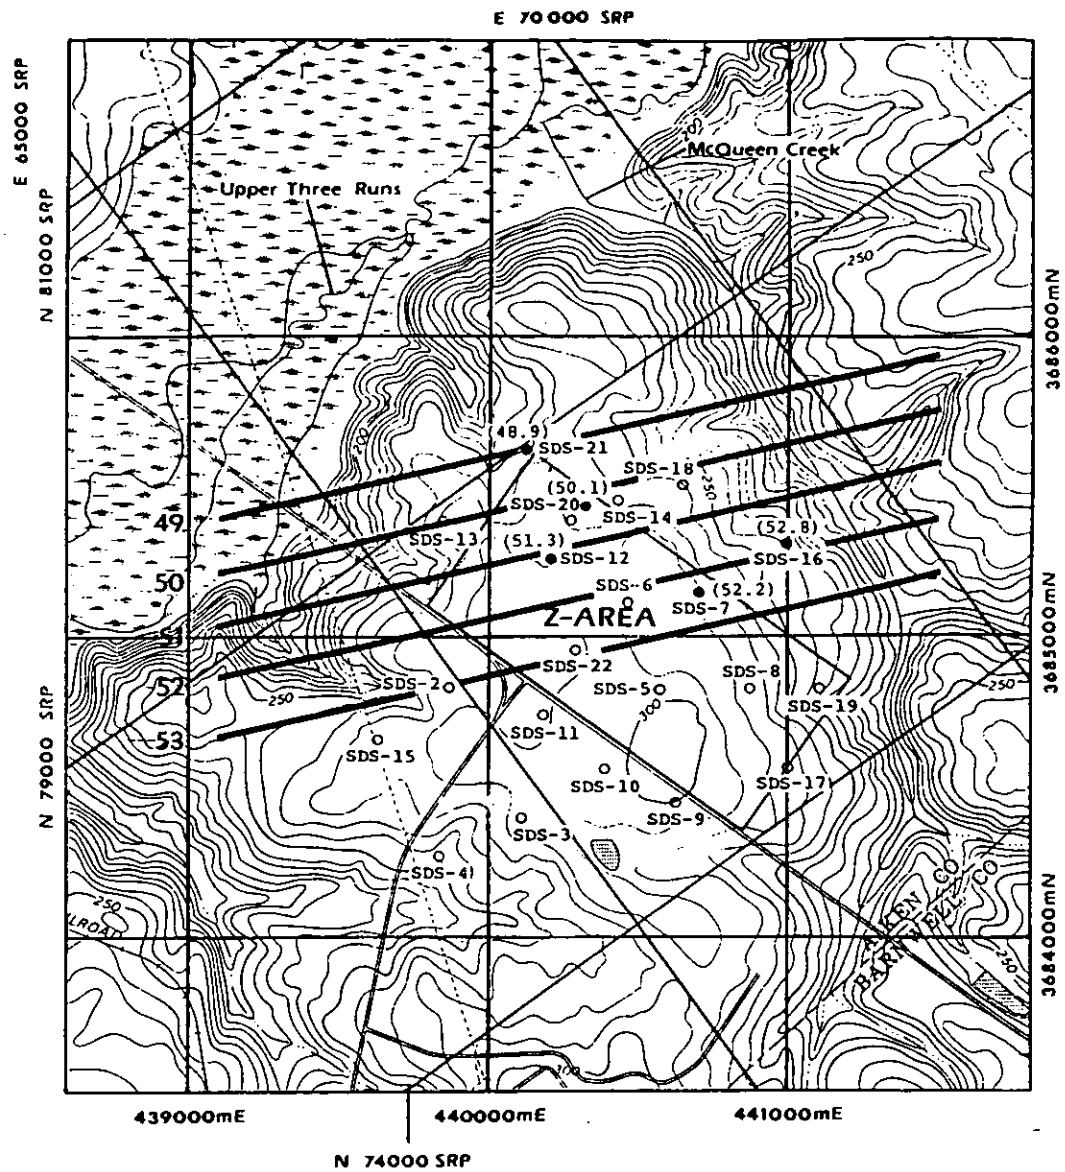 E 70000 SRP
E 65000 SRP
N 81000 SRP
N 79000 SRP
McQueen Creek
Upper Three Runs
250
3686000mN
200
(48.9)
SDS-21
SDS-18
250
(50.1)
SDS-20
SDS-14
49
SDS-13
(51.3)
SDS-12
(52.8)
SDS-16
50
SDS-6
(52.2)
SDS-7
Z-AREA
51
3685000mN
SDS-22
52
SDS-2
SDS-5
SDS-8
SDS-19
250
250
300
53
SDS-11
SDS-15
SDS-10
SDS-17
SDS-9
SDS-3
SDS-4
AIKEN CO
BARNWELL CO
250
LROAD
250
3684000mN
300
439000mE
440000mE
441000mE
N 74000 SRP